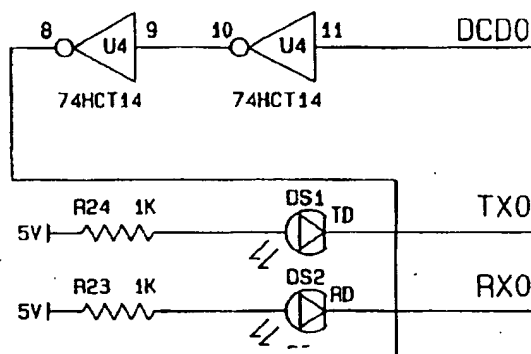 8 U4 9 10 U4 11 DCD0
74HCT14 74HCT14
R24 1K DS1 TD TX0
5V
R23 1K DS2 RD RX0
5V